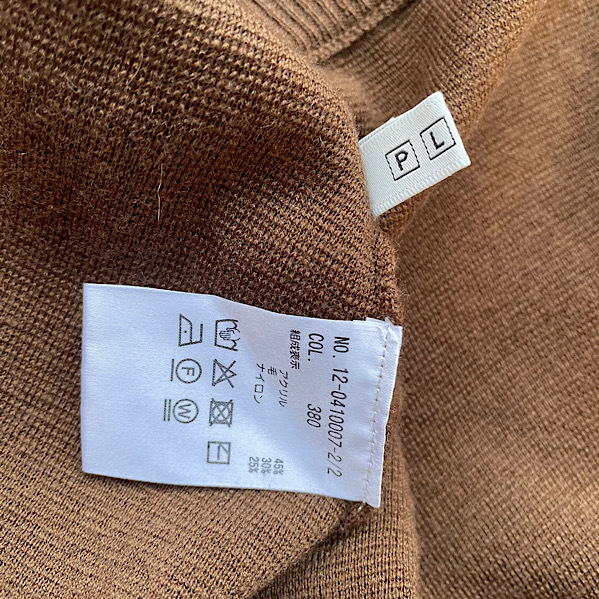 P L
NO. 12-0410007-2/2
COL. 380
組成表示 アクリル 45%
毛 30%
ナイロン 25%
F
W